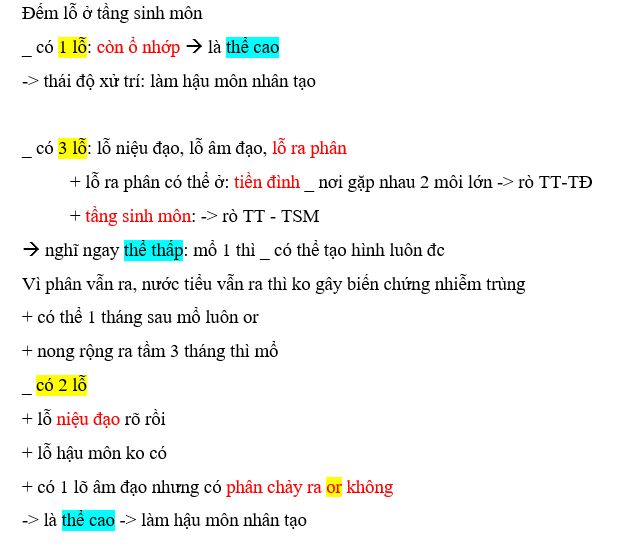 Đếm lỗ ở tầng sinh môn
_ có 1 lỗ: còn ổ nhớp → là thể cao
-> thái độ xử trí: làm hậu môn nhân tạo
_ có 3 lỗ: lỗ niệu đạo, lỗ âm đạo, lỗ ra phân
+ lỗ ra phân có thể ở: tiền đình _ nơi gặp nhau 2 môi lớn -> rò TT-TĐ
+ tầng sinh môn: -> rò TT - TSM
→ nghĩ ngay thể thấp: mổ 1 thì _ có thể tạo hình luôn đc
Vì phân vẫn ra, nước tiểu vẫn ra thì ko gây biến chứng nhiễm trùng
+ có thể 1 tháng sau mổ luôn or
+ nong rộng ra tầm 3 tháng thì mổ
_ có 2 lỗ
+ lỗ niệu đạo rõ rồi
+ lỗ hậu môn ko có
+ có 1 lõ âm đạo nhưng có phân chảy ra or không
-> là thể cao -> làm hậu môn nhân tạo